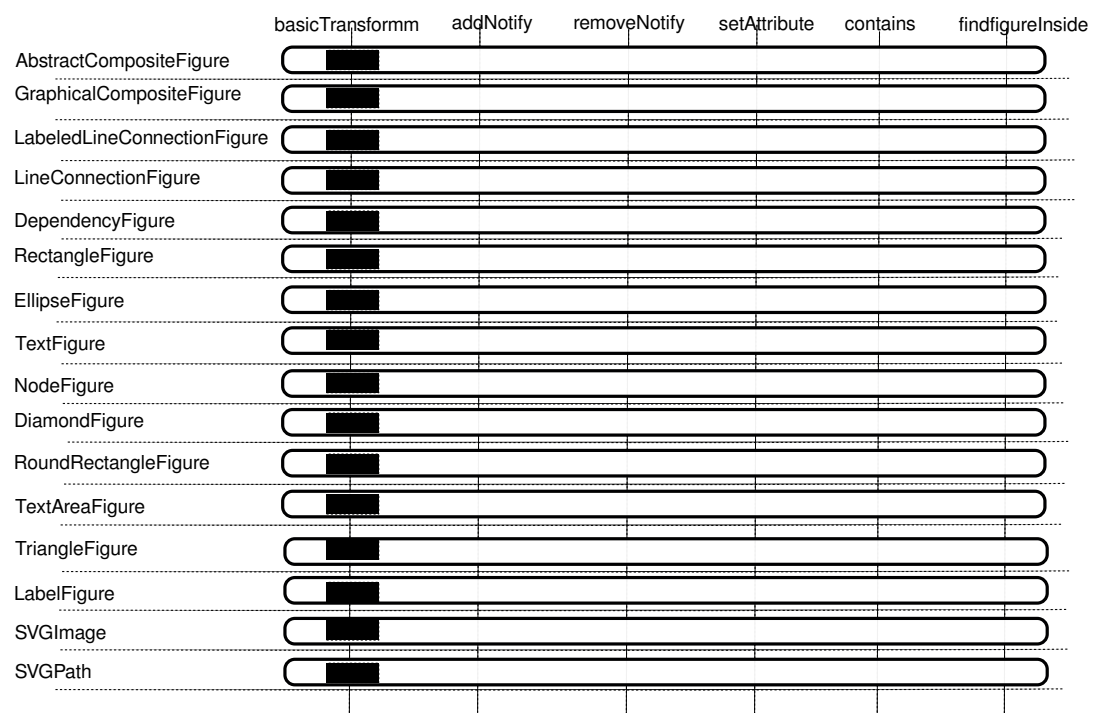 basicTransformm addNotify removeNotify setAttribute contains findfigureInside
AbstractCompositeFigure
GraphicalCompositeFigure
LabeledLineConnectionFigure
LineConnectionFigure
DependencyFigure
RectangleFigure
EllipseFigure
TextFigure
NodeFigure
DiamondFigure
RoundRectangleFigure
TextAreaFigure
TriangleFigure
LabelFigure
SVGImage
SVGPath